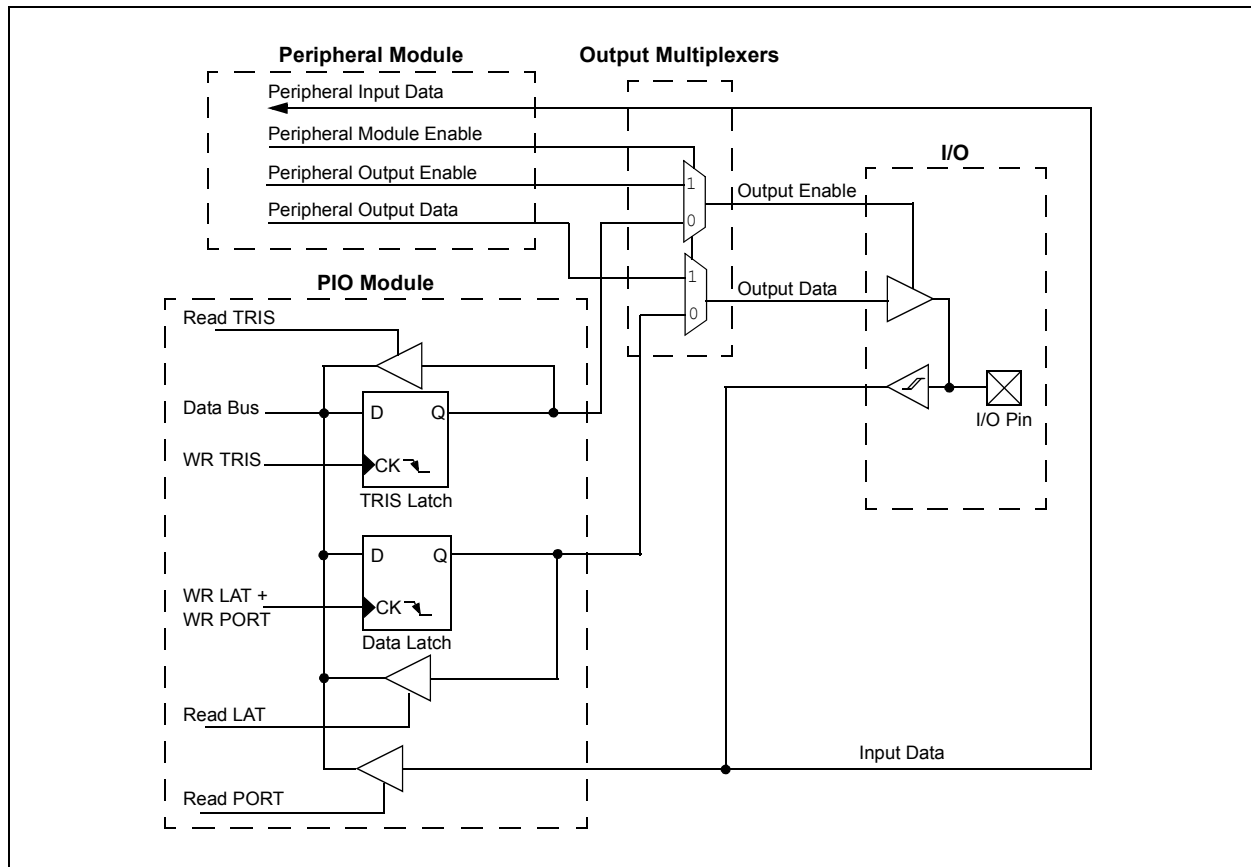 Peripheral Module
Output Multiplexers
Peripheral Input Data
Peripheral Module Enable
Peripheral Output Enable
Peripheral Output Data
1
0
Output Enable
1
0
Output Data
I/O
I/O Pin
PIO Module
Read TRIS
Data Bus
D
Q
WR TRIS
CK
TRIS Latch
D
Q
WR LAT +
WR PORT
CK
Data Latch
Read LAT
Read PORT
Input Data